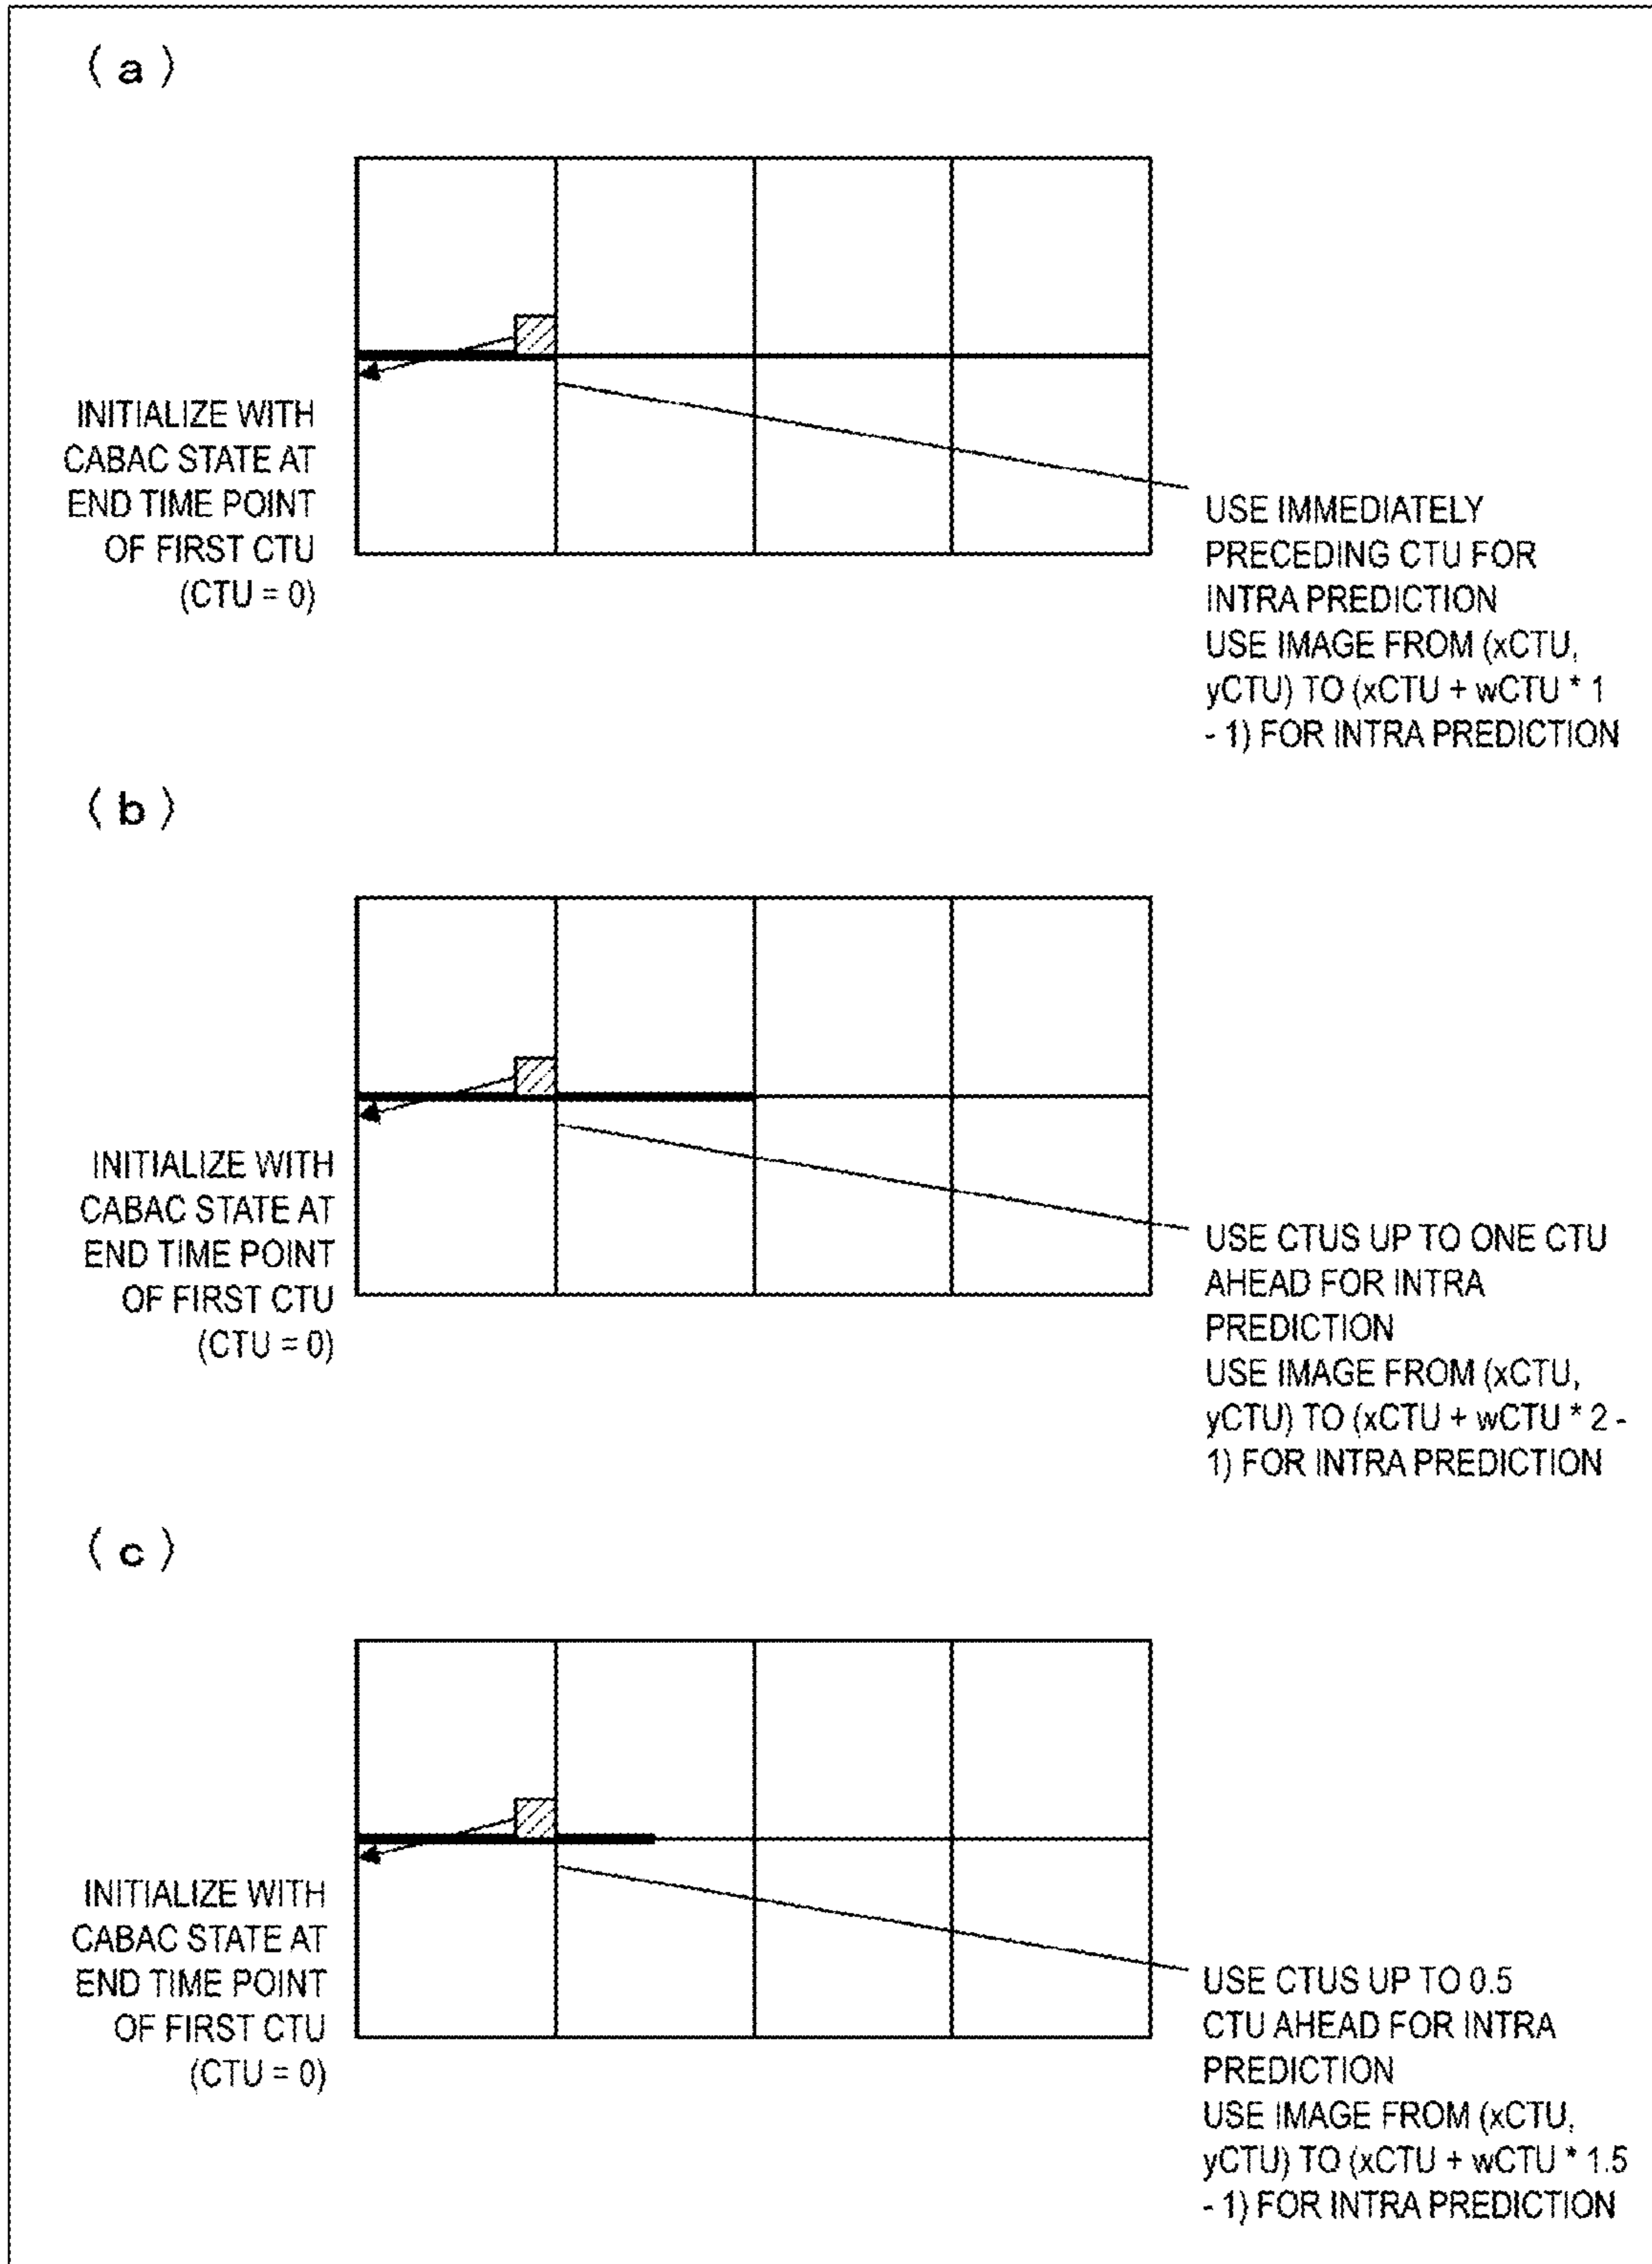 ( a )
INITIALIZE WITH
CABAC STATE AT
END TIME POINT
OF FIRST CTU
(CTU = 0)
USE IMMEDIATELY
PRECEDING CTU FOR
INTRA PREDICTION
USE IMAGE FROM (xCTU,
yCTU) TO (xCTU + wCTU * 1
- 1) FOR INTRA PREDICTION
( b )
INITIALIZE WITH
CABAC STATE AT
END TIME POINT
OF FIRST CTU
(CTU = 0)
USE CTUS UP TO ONE CTU
AHEAD FOR INTRA
PREDICTION
USE IMAGE FROM (xCTU,
yCTU) TO (xCTU + wCTU * 2 -
1) FOR INTRA PREDICTION
( c )
INITIALIZE WITH
CABAC STATE AT
END TIME POINT
OF FIRST CTU
(CTU = 0)
USE CTUS UP TO 0.5
CTU AHEAD FOR INTRA
PREDICTION
USE IMAGE FROM (xCTU,
yCTU) TO (xCTU + wCTU * 1.5
- 1) FOR INTRA PREDICTION